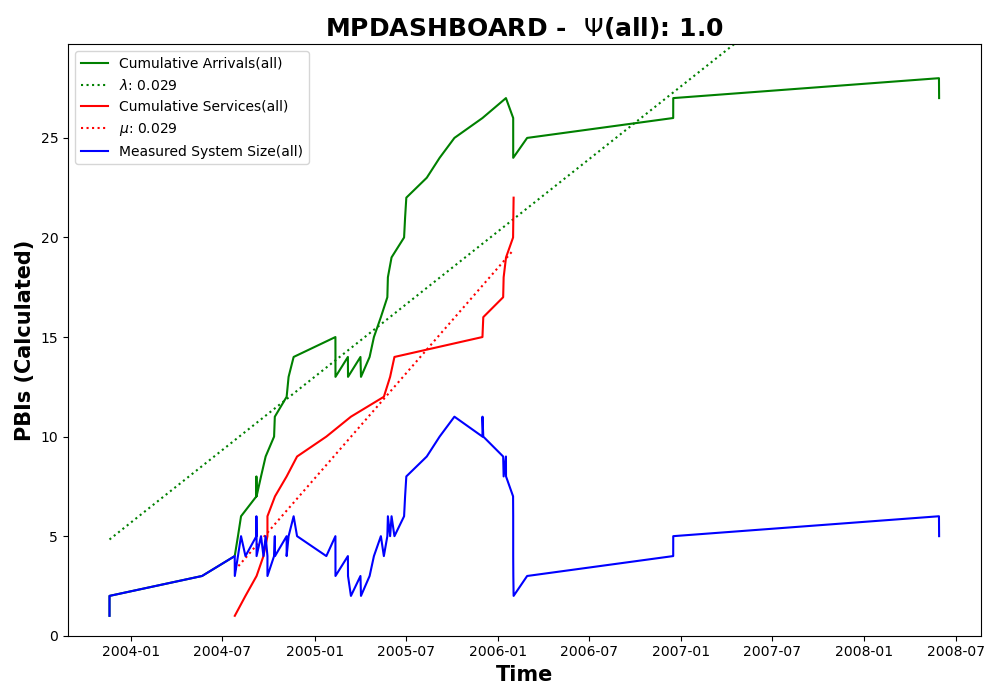 MPDASHBOARD - Ψ(all): 1.0
Cumulative Arrivals(all)
λ: 0.029
Cumulative Services(all)
μ: 0.029
Measured System Size(all)
PBIs (Calculated)
25
20
15
10
5
0
2004-01 2004-07 2005-01 2005-07 2006-01 2006-07 2007-01 2007-07 2008-01 2008-07
Time